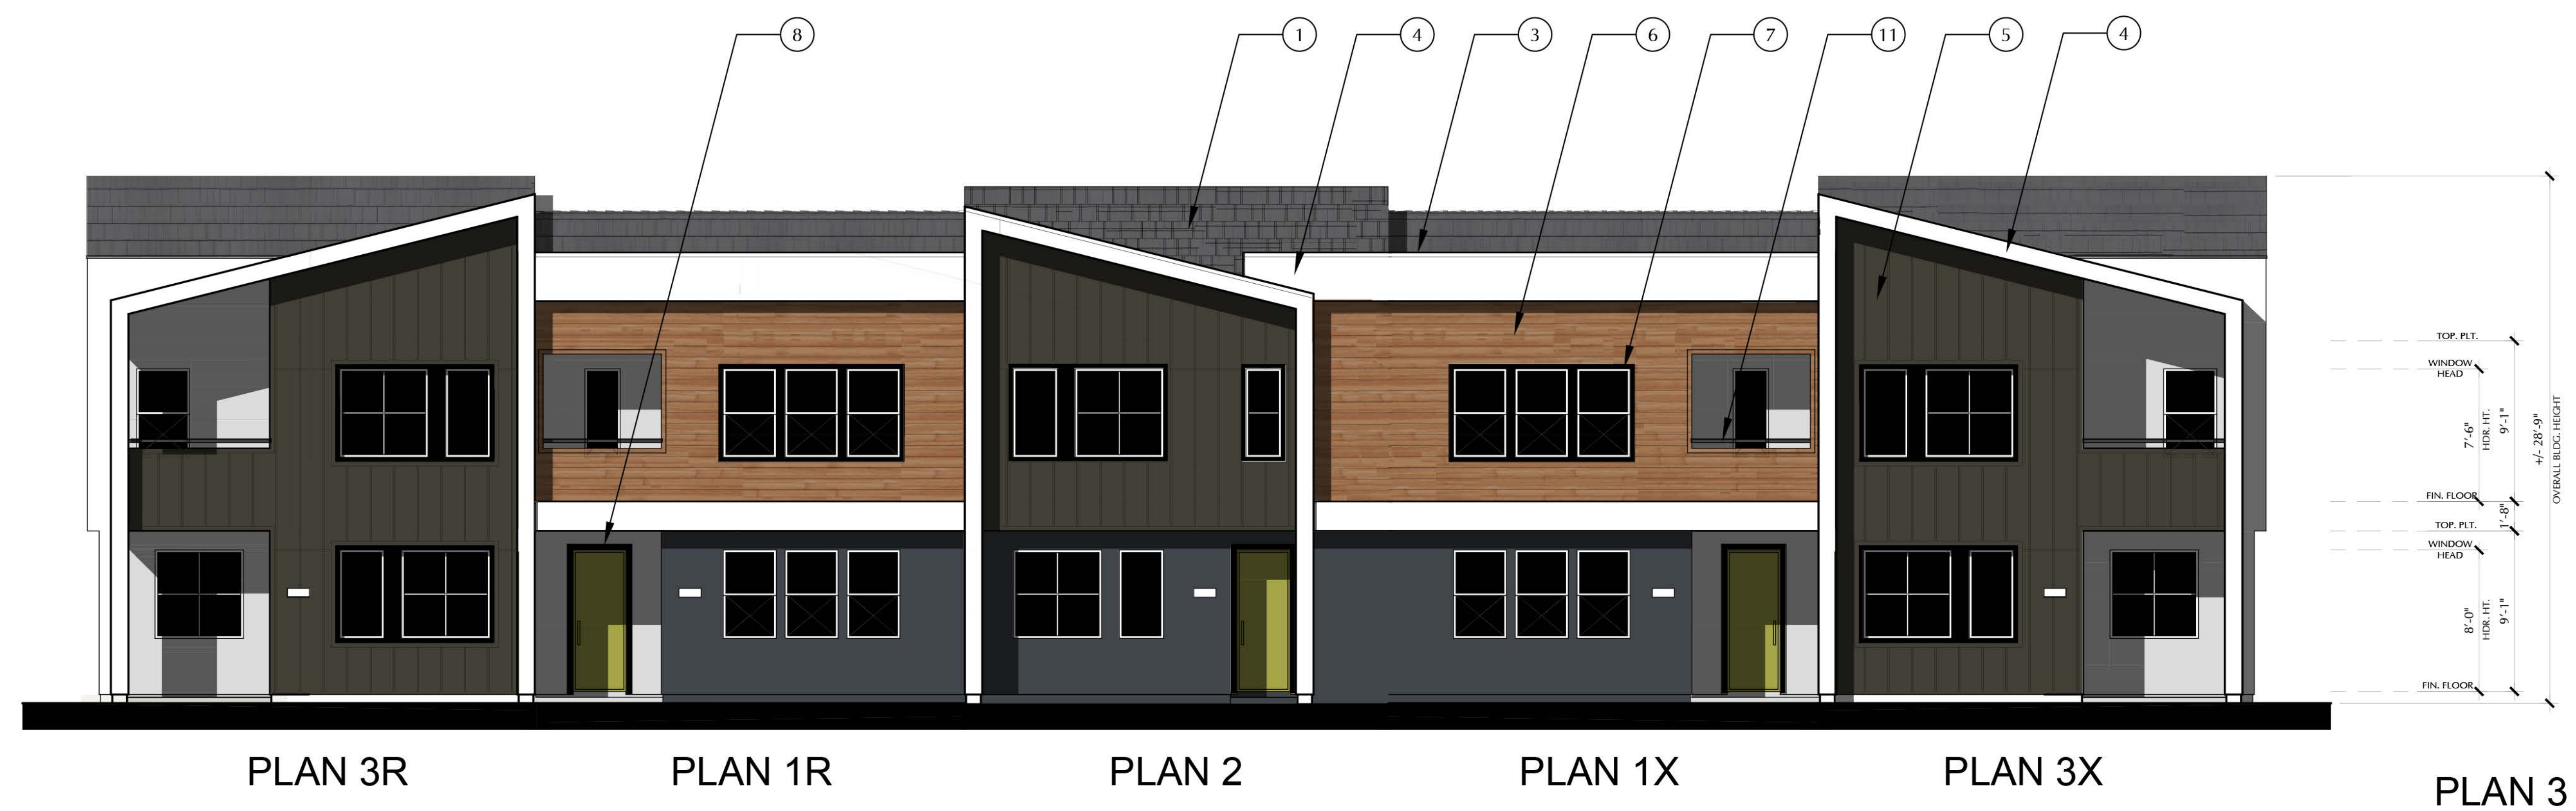 8
1
4
3
6
7
11
5
4
TOP. PLT.
WINDOW
HEAD
FIN. FLOOR
TOP. PLT.
WINDOW
HEAD
FIN. FLOOR
7'-6"
HDR. HT.
9'-1"
1'-8"
8'-0"
HDR. HT.
9'-1"
+/- 28'-9"
OVERALL BLDG. HEIGHT
PLAN 3R
PLAN 1R
PLAN 2
PLAN 1X
PLAN 3X
PLAN 3